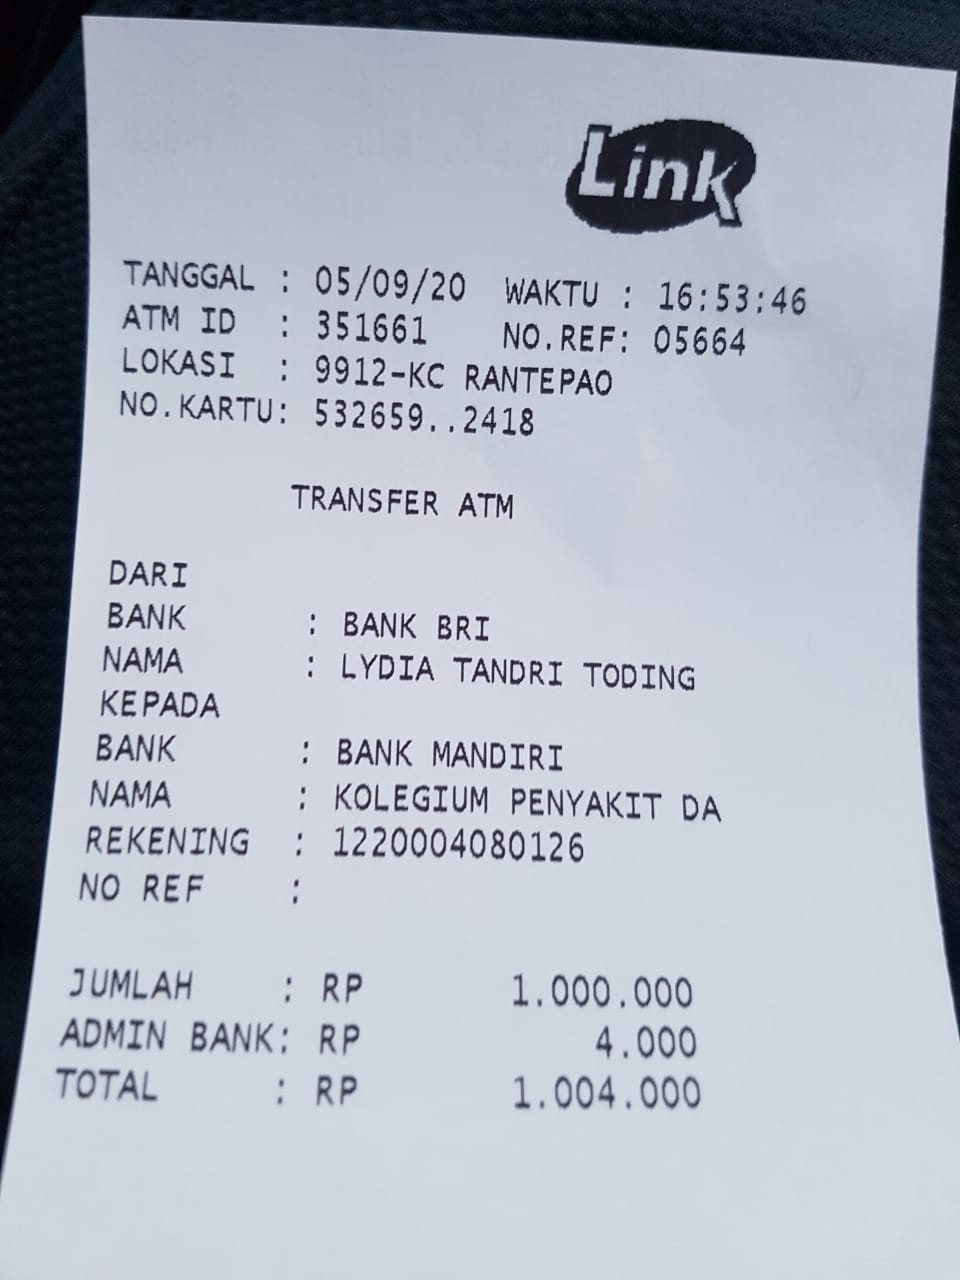 Link
TANGGAL : 05/09/20 WAKTU : 16:53:46
ATM ID : 351661 NO.REF: 05664
LOKASI : 9912-KC RANTEPAO
NO.KARTU: 532659..2418
TRANSFER ATM
DARI
BANK : BANK BRI
NAMA : LYDIA TANDRI TODING
KEPADA
BANK : BANK MANDIRI
NAMA : KOLEGIUM PENYAKIT DA
REKENING : 1220004080126
NO REF :
JUMLAH : RP 1.000.000
ADMIN BANK: RP 4.000
TOTAL : RP 1.004.000